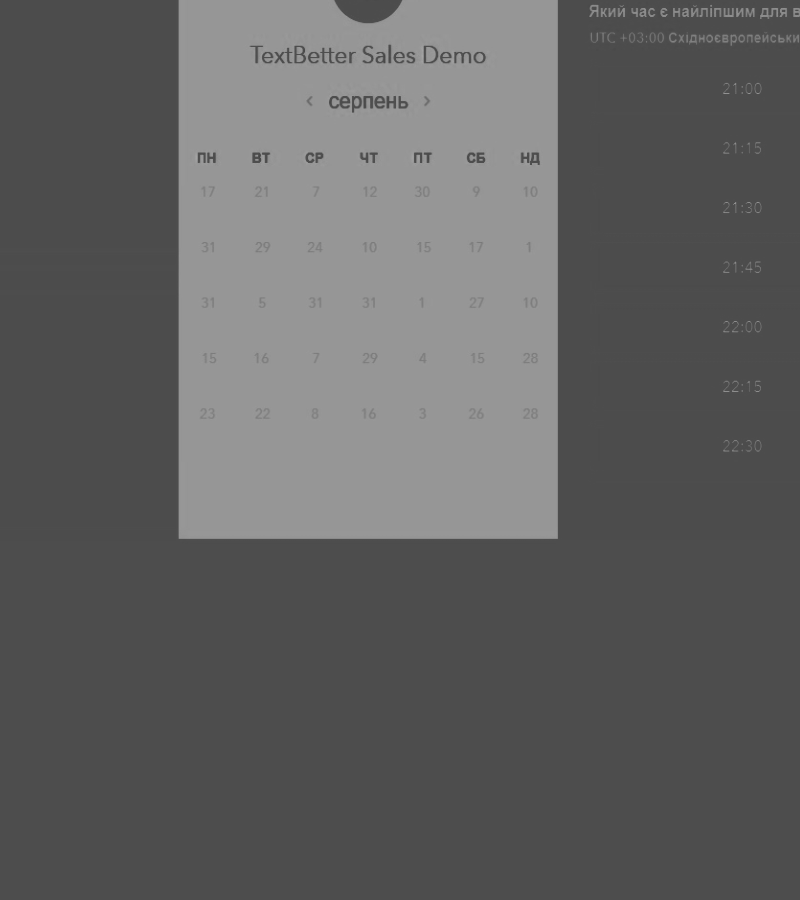 TextBetter Sales Demo
‹ серпень ›
ПН ВТ СР ЧТ ПТ СБ НД
17 21 7 12 30 9 10
31 29 24 10 15 17 1
31 5 31 31 1 27 10
15 16 7 29 4 15 28
23 22 8 16 3 26 28
Який час є найліпшим для
UTC +03:00
21:00
21:15
21:30
21:45
22:00
22:15
22:30